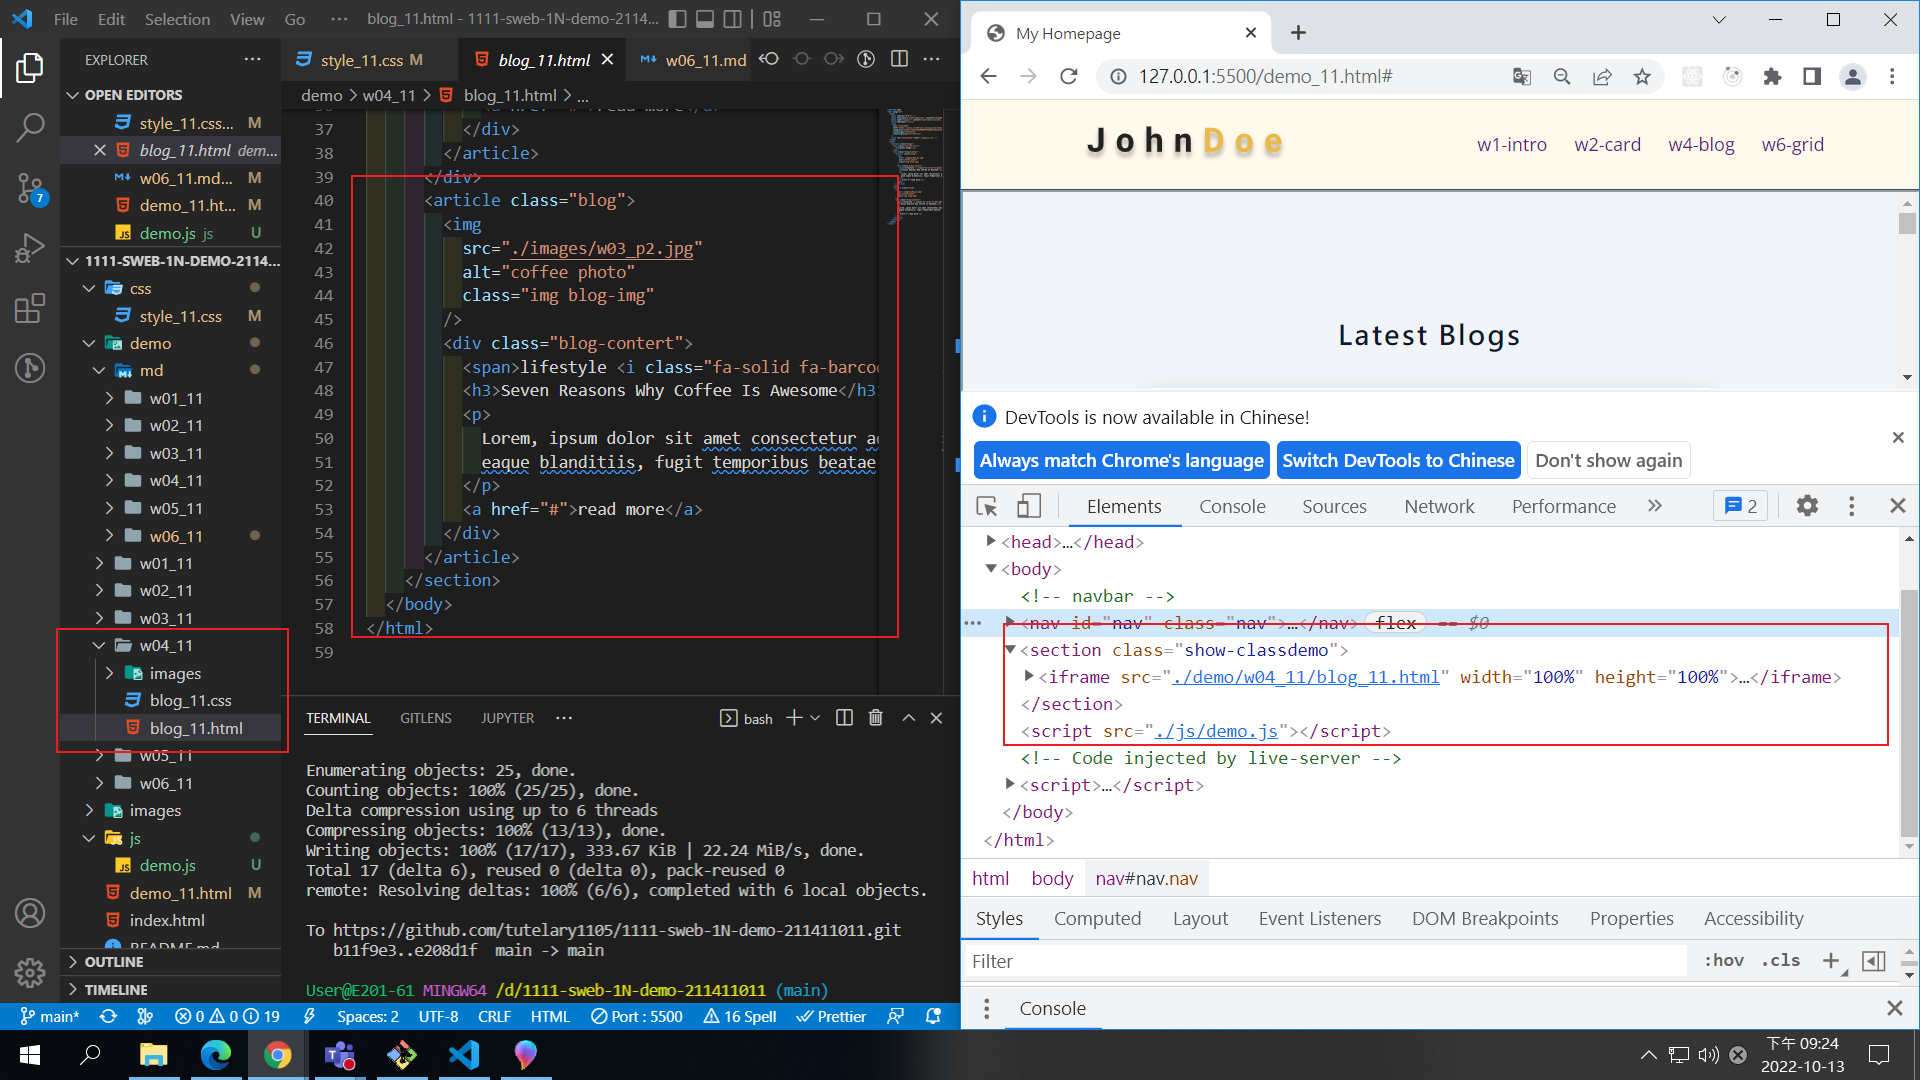 File Edit Selection View Go ··· blog_11.html - 1111-sweb-1N-demo-2114...
EXPLORER
OPEN EDITORS
style_11.css... M
blog_11.html dem...
w06_11.md... M
demo_11.ht... M
demo.js js U
7
1111-SWEB-1N-DEMO-2114...
css
style_11.css M
demo
md
w01_11
w02_11
w03_11
w04_11
w05_11
w06_11
w01_11
w02_11
w03_11
w04_11
images
blog_11.css
blog_11.html
w05_11
w06_11
images
js
demo.js U
demo_11.html M
index.html
README.md
OUTLINE
TIMELINE
style_11.css M
blog_11.html
w06_11.md
demo > w04_11 > blog_11.html > ...
37 </div>
38 </article>
39 </div>
40 <article class="blog">
41 <img
42 src="./images/w03_p2.jpg"
43 alt="coffee photo"
44 class="img blog-img"
45 />
46 <div class="blog-contert">
47 <span>lifestyle <i class="fa-solid fa-barcod
48 <h3>Seven Reasons Why Coffee Is Awesome</h3
49 <p>
50 Lorem, ipsum dolor sit amet consectetur ad
51 eaque blanditiis, fugit temporibus beatae
52 </p>
53 <a href="#">read more</a>
54 </div>
55 </article>
56 </section>
57 </body>
58 </html>
59
TERMINAL GITLENS JUPYTER ··· bash
Enumerating objects: 25, done.
Counting objects: 100% (25/25), done.
Delta compression using up to 6 threads
Compressing objects: 100% (13/13), done.
Writing objects: 100% (17/17), 333.67 KiB | 22.24 MiB/s, done.
Total 17 (delta 6), reused 0 (delta 0), pack-reused 0
remote: Resolving deltas: 100% (6/6), completed with 6 local objects.
To https://github.com/tutelary1105/1111-sweb-1N-demo-211411011.git
b11f9e3..e208d1f main -> main
User@E201-61 MINGW64 /d/1111-sweb-1N-demo-211411011 (main)
main* 0 0 19 Spaces: 2 UTF-8 CRLF HTML Port : 5500 16 Spell Prettier
My Homepage
127.0.0.1:5500/demo_11.html#
JohnDoe
w1-intro w2-card w4-blog w6-grid
Latest Blogs
DevTools is now available in Chinese!
Always match Chrome's language Switch DevTools to Chinese Don't show again
Elements Console Sources Network Performance 2
<head>…</head>
<body>
<!-- navbar -->
··· <nav id="nav" class="nav">…</nav> flex == $0
<section class="show-classdemo">
<iframe src="./demo/w04_11/blog_11.html" width="100%" height="100%">…</iframe>
</section>
<script src="./js/demo.js"></script>
<!-- Code injected by live-server -->
<script>…</script>
</body>
</html>
html body nav#nav.nav
Styles Computed Layout Event Listeners DOM Breakpoints Properties Accessibility
Filter :hov .cls
Console
下午 09:24
2022-10-13